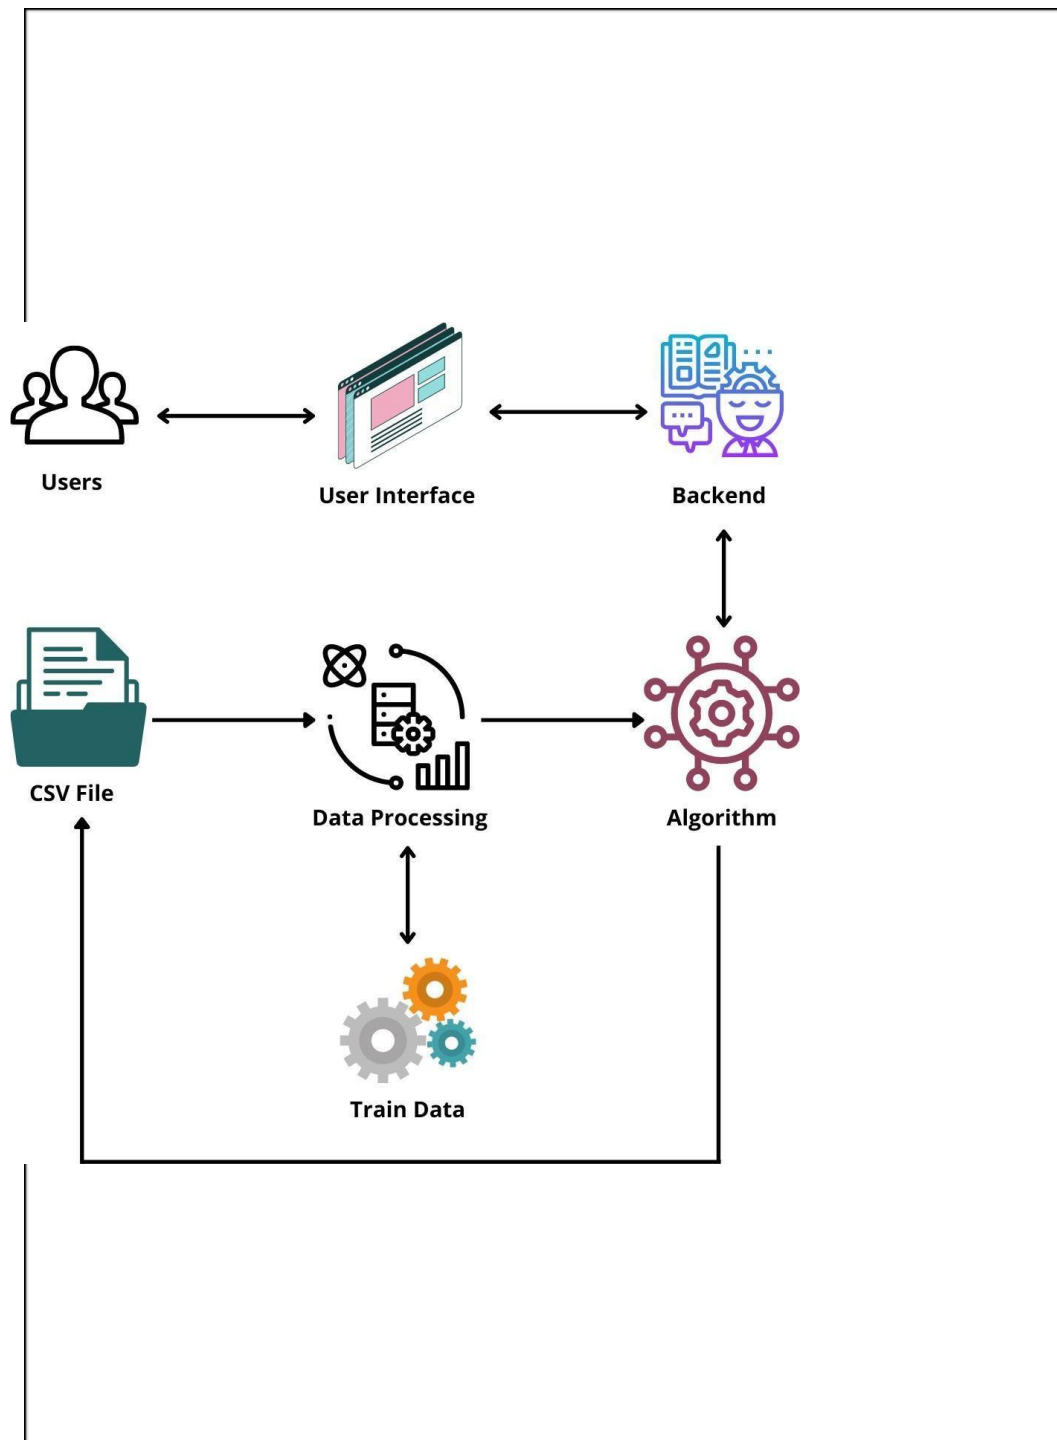 Users
User Interface
Backend
CSV File
Data Processing
Algorithm
Train Data